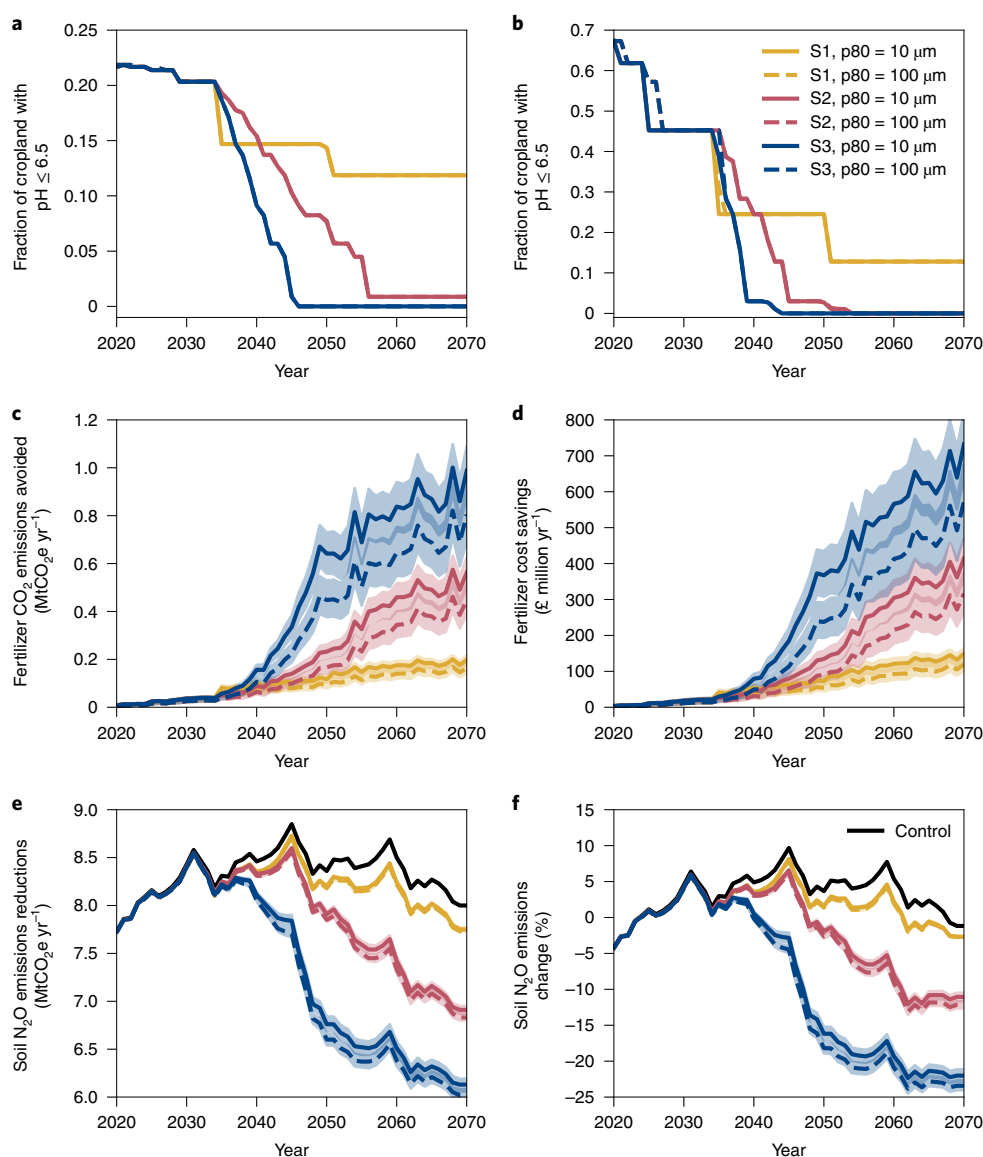 a
Fraction of cropland with
pH ≤ 6.5
0.25
0.20
0.15
0.10
0.05
0
2020 2030 2040 2050 2060 2070
Year
b
Fraction of cropland with
pH ≤ 6.5
0.7
0.6
0.5
0.4
0.3
0.2
0.1
0
S1, p80 = 10 μm
S1, p80 = 100 μm
S2, p80 = 10 μm
S2, p80 = 100 μm
S3, p80 = 10 μm
S3, p80 = 100 μm
2020 2030 2040 2050 2060 2070
Year
c
Fertilizer CO₂ emissions avoided
(MtCO₂e yr⁻¹)
1.2
1.0
0.8
0.6
0.4
0.2
0
2020 2030 2040 2050 2060 2070
Year
d
Fertilizer cost savings
(£ million yr⁻¹)
800
700
600
500
400
300
200
100
0
2020 2030 2040 2050 2060 2070
Year
e
Soil N₂O emissions reductions
(MtCO₂e yr⁻¹)
9.0
8.5
8.0
7.5
7.0
6.5
6.0
2020 2030 2040 2050 2060 2070
Year
f
Soil N₂O emissions
change (%)
15
10
5
0
−5
−10
−15
−20
−25
Control
2020 2030 2040 2050 2060 2070
Year